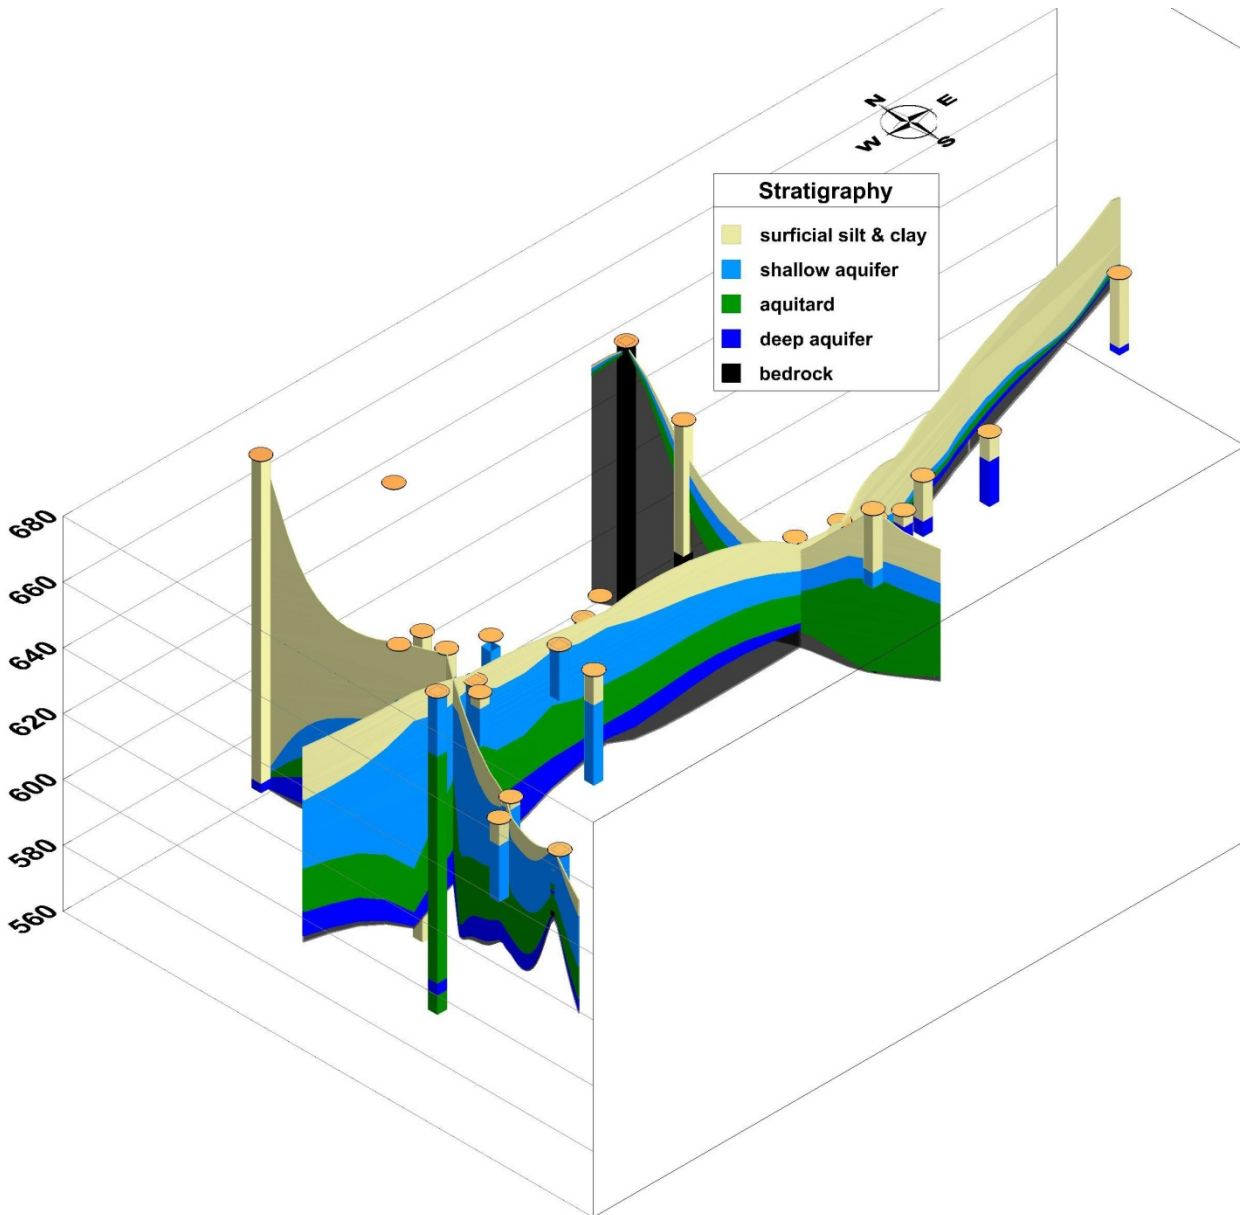 N
E
W
S
Stratigraphy
surficial silt & clay
shallow aquifer
aquitard
deep aquifer
bedrock
680
660
640
620
600
580
560